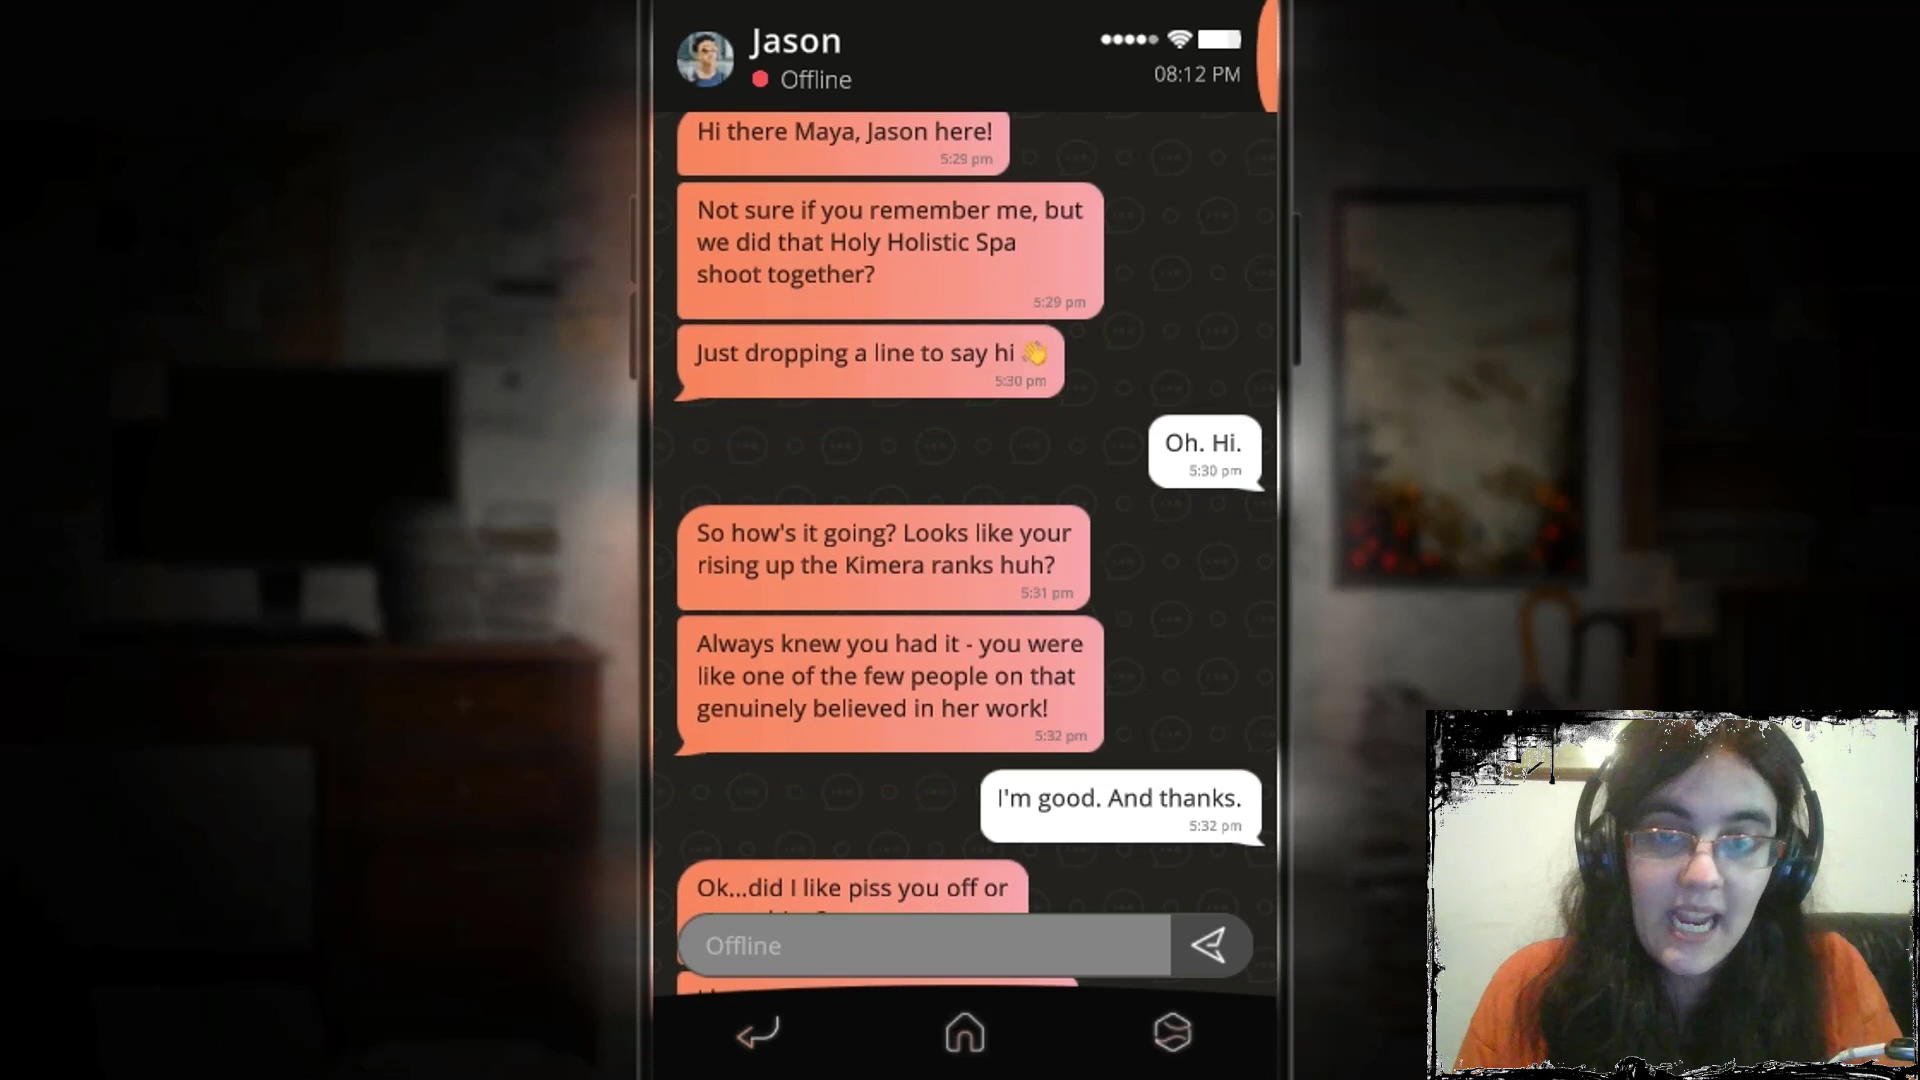 Jason
Offline
08:12 PM
Hi there Maya, Jason here!
5:29 pm
Not sure if you remember me, but
we did that Holy Holistic Spa
shoot together?
5:29 pm
Just dropping a line to say hi 👋
5:30 pm
Oh. Hi.
5:30 pm
So how's it going? Looks like your
rising up the Kimera ranks huh?
5:31 pm
Always knew you had it - you were
like one of the few people on that
genuinely believed in her work!
5:32 pm
I'm good. And thanks.
5:32 pm
Ok...did I like piss you off or
Offline